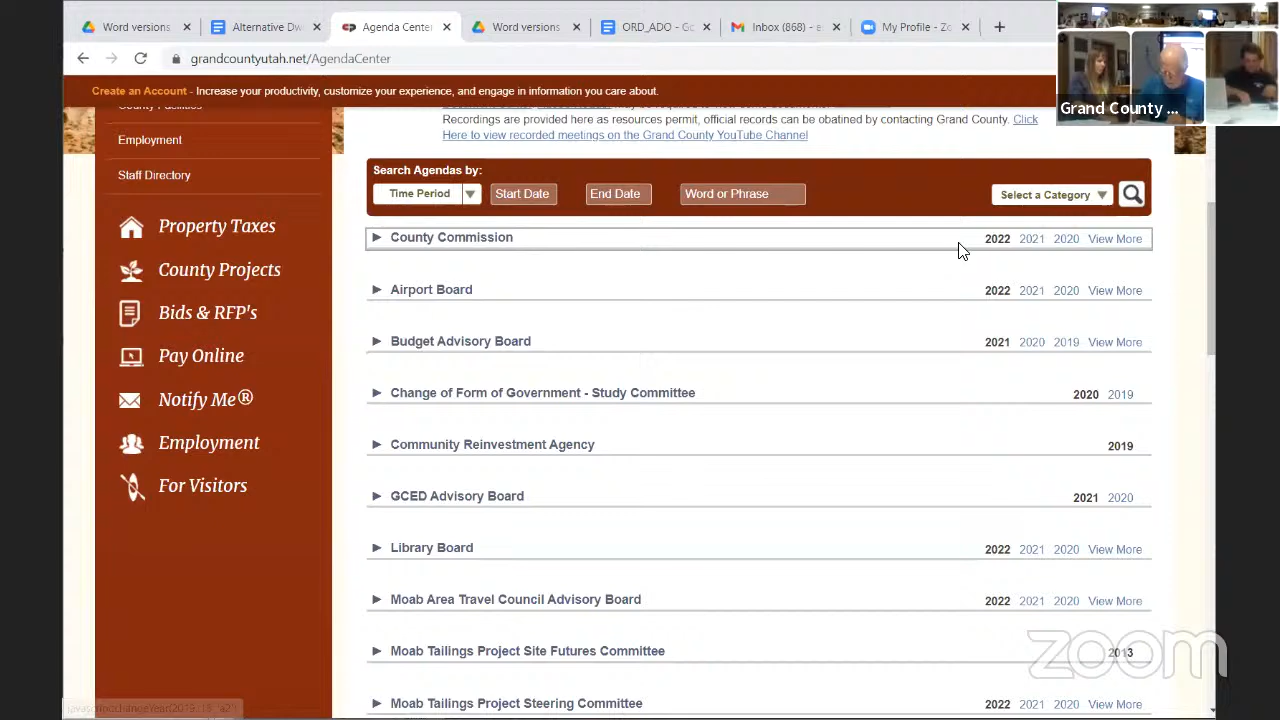 Word versions
Alternative Dw
Agenda Center
Word versions
ORD_ADO - Go
Inbox (868) - e
My Profile - Zo
grandcountyutah.net/AgendaCenter
Create an Account - Increase your productivity, customize your experience, and engage in information you care about.
Grand County ...
County Facilities
Employment
Staff Directory
Property Taxes
County Projects
Bids & RFP's
Pay Online
Notify Me®
Employment
For Visitors
Recordings are provided here as resources permit, official records can be obatined by contacting Grand County. Click
Here to view recorded meetings on the Grand County YouTube Channel
Search Agendas by:
Time Period Start Date End Date Word or Phrase Select a Category
County Commission 2022 2021 2020 View More
Airport Board 2022 2021 2020 View More
Budget Advisory Board 2021 2020 2019 View More
Change of Form of Government - Study Committee 2020 2019
Community Reinvestment Agency 2019
GCED Advisory Board 2021 2020
Library Board 2022 2021 2020 View More
Moab Area Travel Council Advisory Board 2022 2021 2020 View More
Moab Tailings Project Site Futures Committee 2013
Moab Tailings Project Steering Committee 2022 2021 2020 View More
zoom